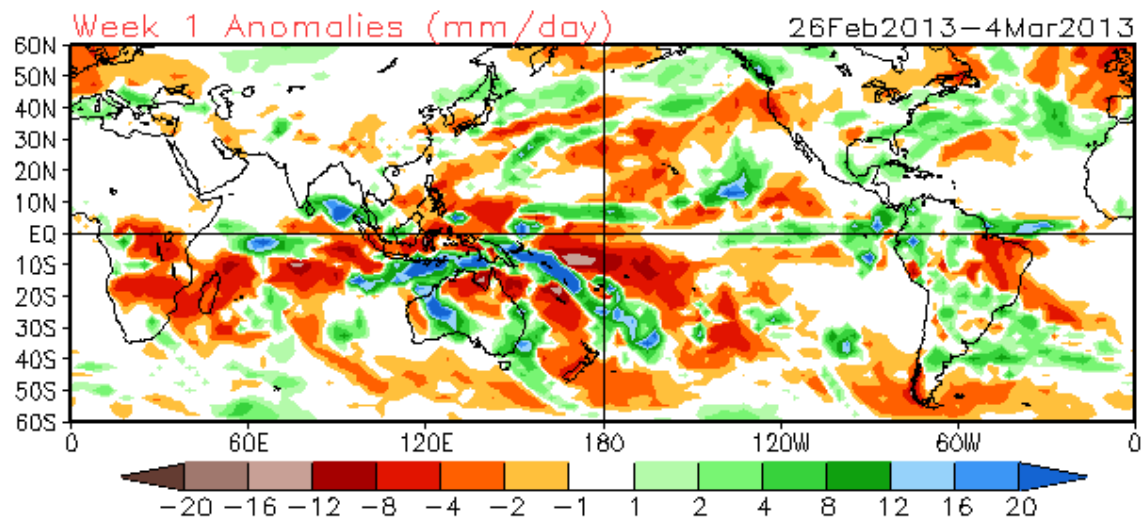 Week 1 Anomalies (mm/day) 26Feb2013–4Mar2013
60N
50N
40N
30N
20N
10N
EQ
10S
20S
30S
40S
50S
60S
0 60E 120E 180 120W 60W 0
−20 −16 −12 −8 −4 −2 −1 1 2 4 8 12 16 20